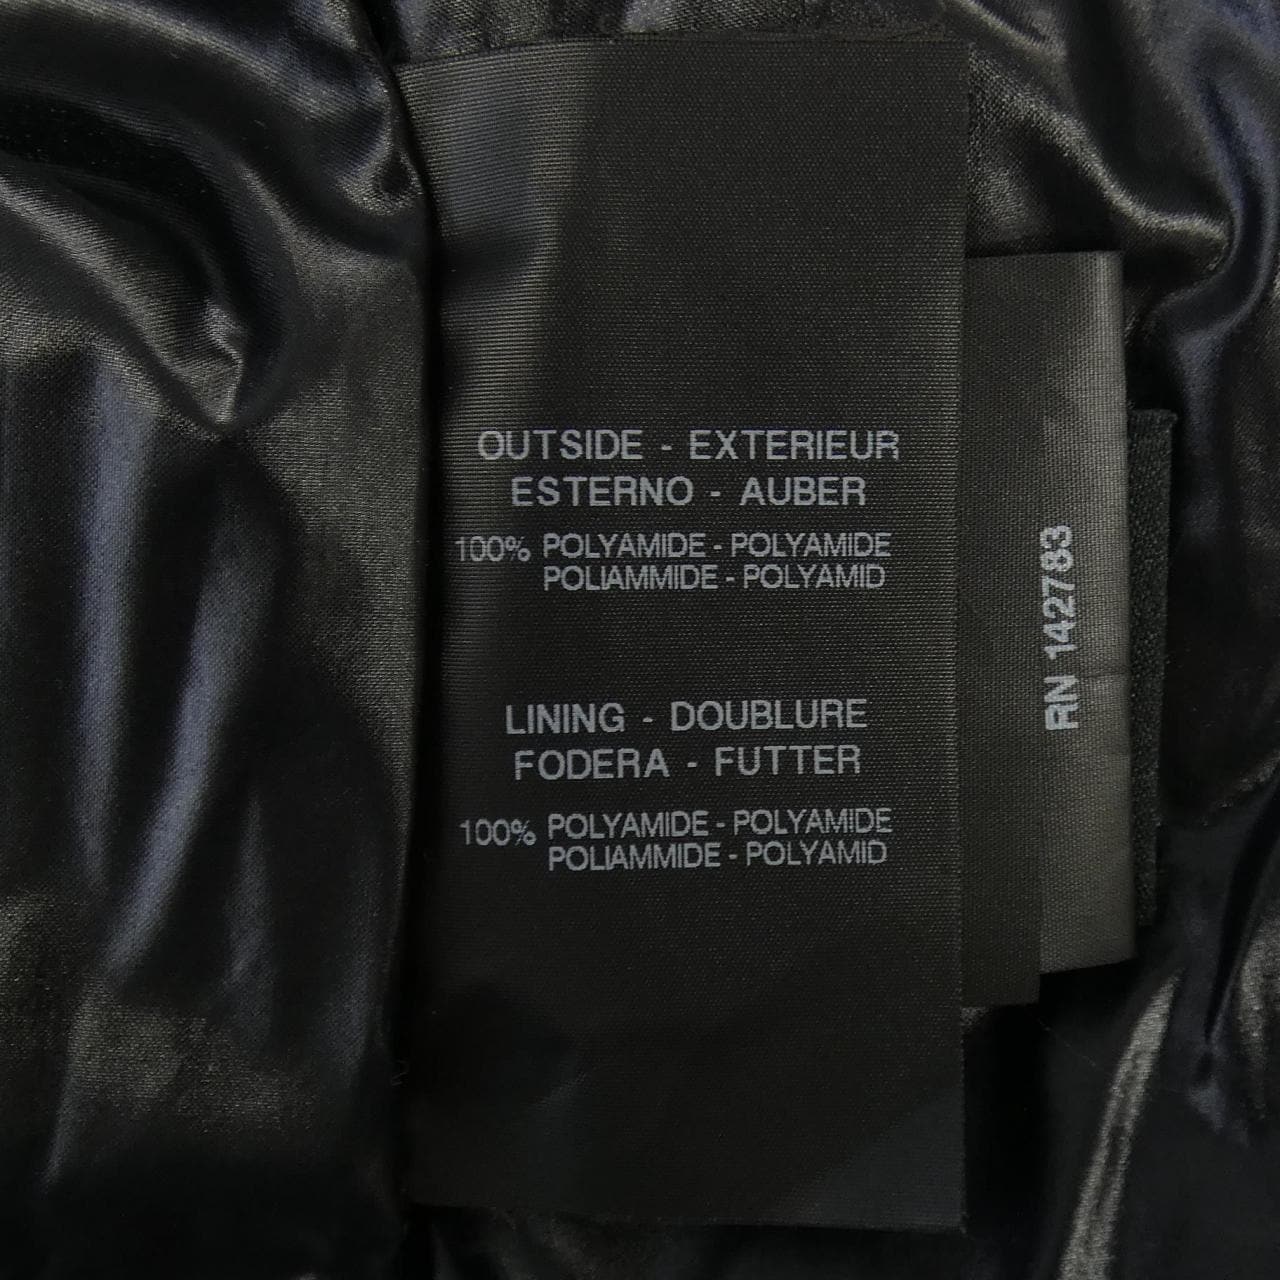 OUTSIDE - EXTERIEUR
ESTERNO - AUBER
100% POLYAMIDE - POLYAMIDE
POLIAMMIDE - POLYAMID
LINING - DOUBLURE
FODERA - FUTTER
100% POLYAMIDE - POLYAMIDE
POLIAMMIDE - POLYAMID
RN 142783